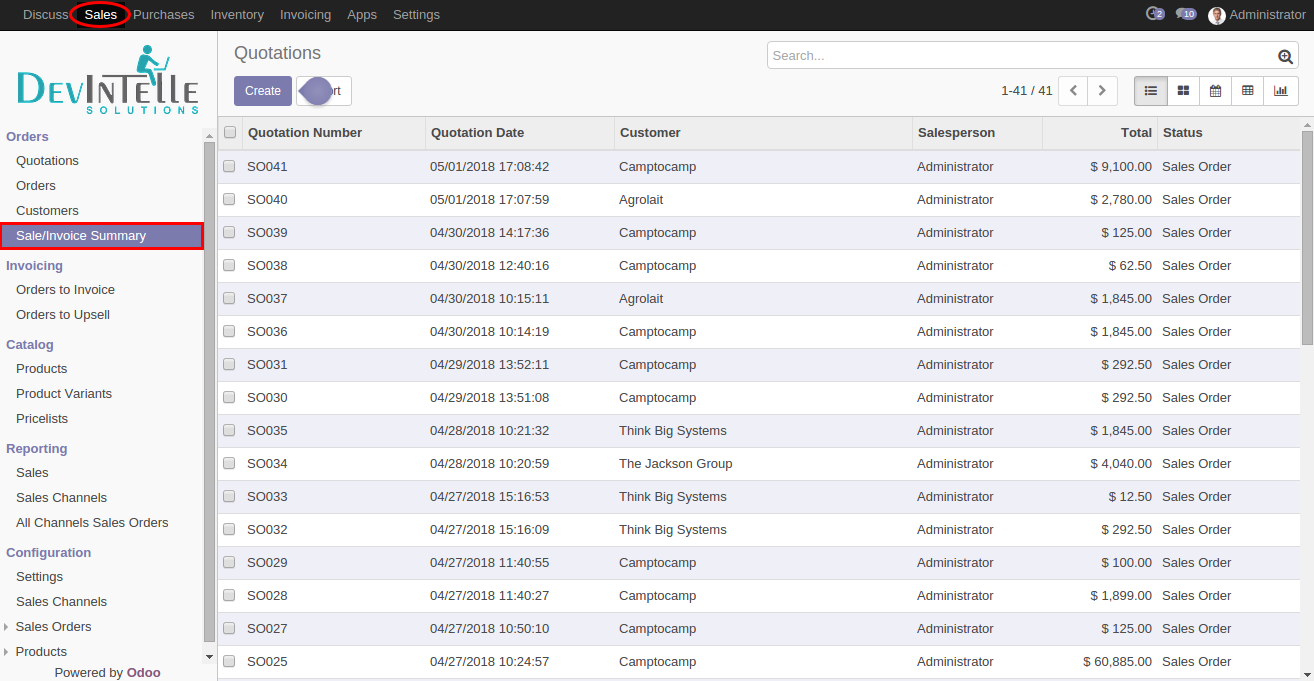 Discuss Sales Purchases Inventory Invoicing Apps Settings 2 10 Administrator
DEVINTELLE
SOLUTIONS
Orders
Quotations
Orders
Customers
Sale/Invoice Summary
Invoicing
Orders to Invoice
Orders to Upsell
Catalog
Products
Product Variants
Pricelists
Reporting
Sales
Sales Channels
All Channels Sales Orders
Configuration
Settings
Sales Channels
Sales Orders
Products
Powered by Odoo
Quotations
Search...
Create rt
1-41 / 41
Quotation Number Quotation Date Customer Salesperson Total Status
SO041 05/01/2018 17:08:42 Camptocamp Administrator $ 9,100.00 Sales Order
SO040 05/01/2018 17:07:59 Agrolait Administrator $ 2,780.00 Sales Order
SO039 04/30/2018 14:17:36 Camptocamp Administrator $ 125.00 Sales Order
SO038 04/30/2018 12:40:16 Camptocamp Administrator $ 62.50 Sales Order
SO037 04/30/2018 10:15:11 Agrolait Administrator $ 1,845.00 Sales Order
SO036 04/30/2018 10:14:19 Camptocamp Administrator $ 1,845.00 Sales Order
SO031 04/29/2018 13:52:11 Camptocamp Administrator $ 292.50 Sales Order
SO030 04/29/2018 13:51:08 Camptocamp Administrator $ 292.50 Sales Order
SO035 04/28/2018 10:21:32 Think Big Systems Administrator $ 1,845.00 Sales Order
SO034 04/28/2018 10:20:59 The Jackson Group Administrator $ 4,040.00 Sales Order
SO033 04/27/2018 15:16:53 Think Big Systems Administrator $ 12.50 Sales Order
SO032 04/27/2018 15:16:09 Think Big Systems Administrator $ 292.50 Sales Order
SO029 04/27/2018 11:40:55 Camptocamp Administrator $ 100.00 Sales Order
SO028 04/27/2018 11:40:27 Camptocamp Administrator $ 1,899.00 Sales Order
SO027 04/27/2018 10:50:10 Camptocamp Administrator $ 125.00 Sales Order
SO025 04/27/2018 10:24:57 Camptocamp Administrator $ 60,885.00 Sales Order